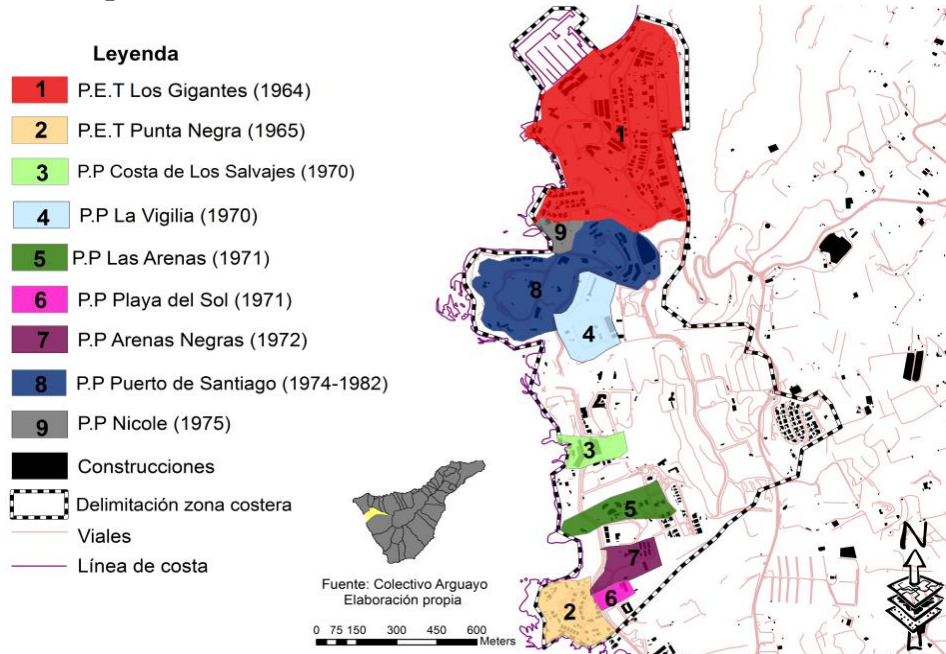 Leyenda
1 P.E.T Los Gigantes (1964)
2 P.E.T Punta Negra (1965)
3 P.P Costa de Los Salvajes (1970)
4 P.P La Vigilia (1970)
5 P.P Las Arenas (1971)
6 P.P Playa del Sol (1971)
7 P.P Arenas Negras (1972)
8 P.P Puerto de Santiago (1974-1982)
9 P.P Nicole (1975)
Construcciones
Delimitación zona costera
Viales
Línea de costa
Fuente: Colectivo Arguayo
Elaboración propia
0 75 150 300 450 600
Meters
1
9
8
4
3
5
7
6
2
N